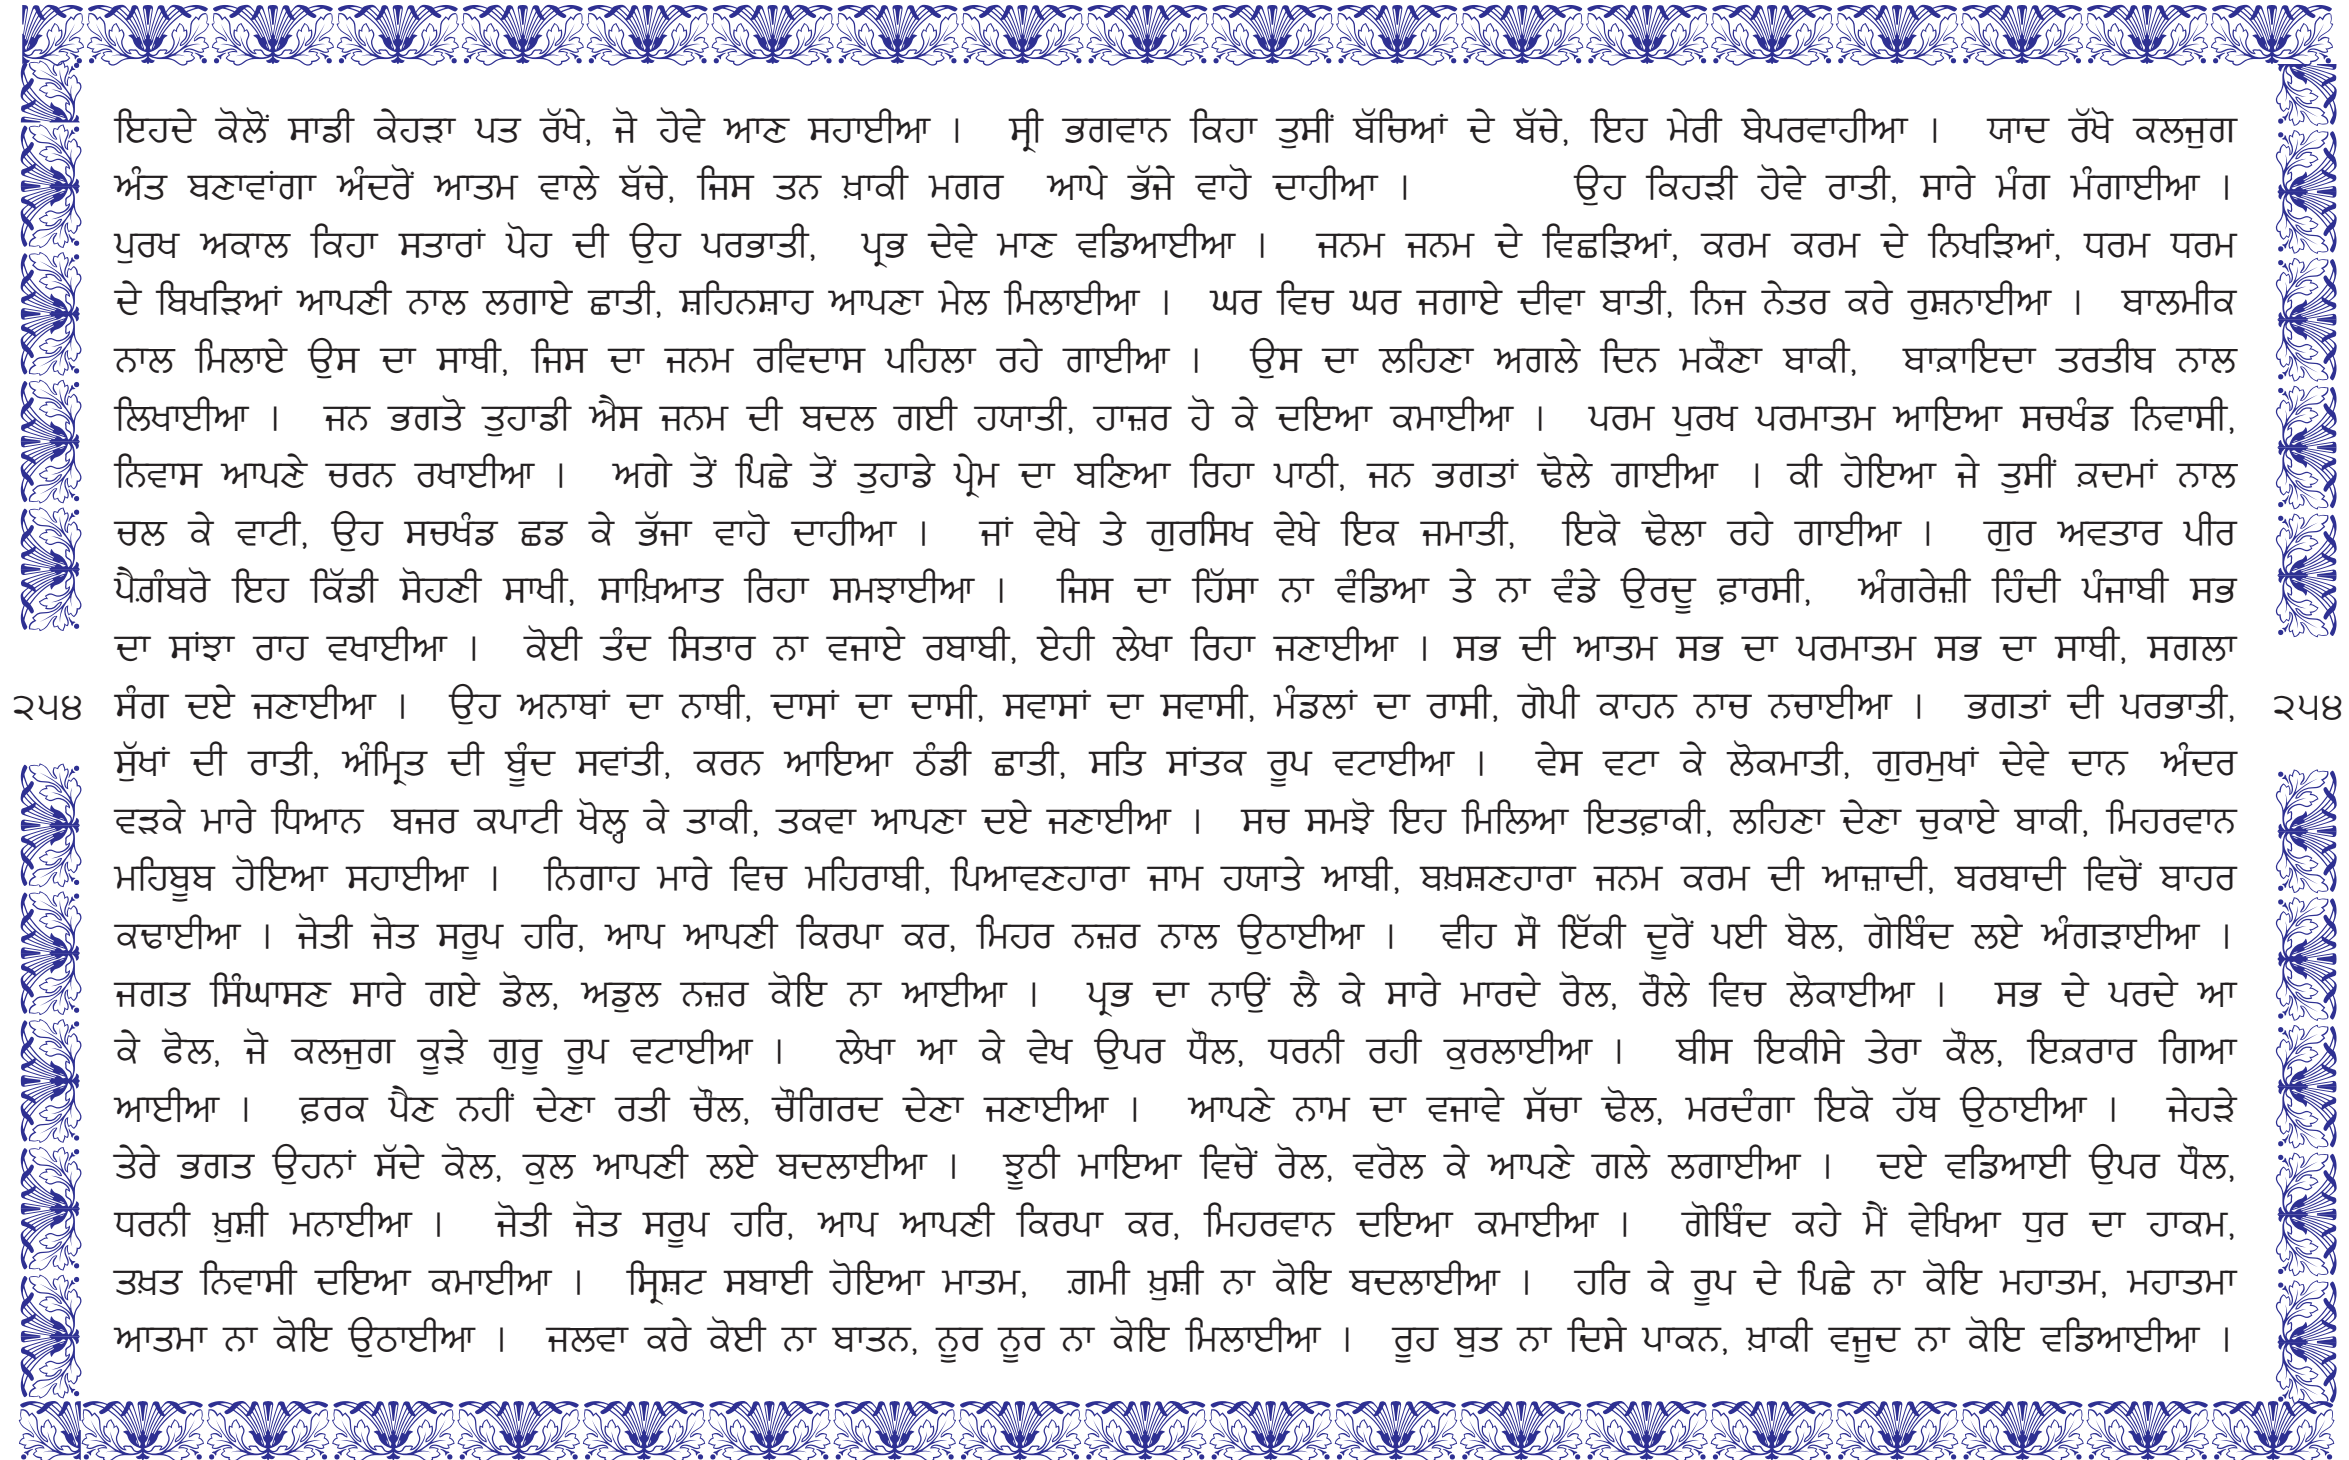 ਇਹਦੇ ਕੋਲੋਂ ਸਾਡੀ ਕੇਹੜਾ ਪਤ ਰੱਖੇ, ਜੋ ਹੋਵੇ ਆਣ ਸਹਾਈਆ । ਸ੍ਰੀ ਭਗਵਾਨ ਕਿਹਾ ਤੁਸੀਂ ਬੱਚਿਆਂ ਦੇ ਬੱਚੇ, ਇਹ ਮੇਰੀ ਬੇਪਰਵਾਹੀਆ । ਯਾਦ ਰੱਖੋ ਕਲਜੁਗ
ਅੰਤ ਬਣਾਵਾਂਗਾ ਅੰਦਰੋਂ ਆਤਮ ਵਾਲੇ ਬੱਚੇ, ਜਿਸ ਤਨ ਖ਼ਾਕੀ ਮਗਰ ਆਪੇ ਭੱਜੇ ਵਾਹੋ ਦਾਹੀਆ । ਉਹ ਕਿਹੜੀ ਹੋਵੇ ਰਾਤੀ, ਸਾਰੇ ਮੰਗ ਮੰਗਾਈਆ ।
ਪੁਰਖ ਅਕਾਲ ਕਿਹਾ ਸਤਾਰਾਂ ਪੋਹ ਦੀ ਉਹ ਪਰਭਾਤੀ, ਪ੍ਰਭ ਦੇਵੇ ਮਾਣ ਵਡਿਆਈਆ । ਜਨਮ ਜਨਮ ਦੇ ਵਿਛੜਿਆਂ, ਕਰਮ ਕਰਮ ਦੇ ਨਿਖੜਿਆਂ, ਧਰਮ ਧਰਮ
ਦੇ ਬਿਖੜਿਆਂ ਆਪਣੀ ਨਾਲ ਲਗਾਏ ਛਾਤੀ, ਸ਼ਹਿਨਸ਼ਾਹ ਆਪਣਾ ਮੇਲ ਮਿਲਾਈਆ । ਘਰ ਵਿਚ ਘਰ ਜਗਾਏ ਦੀਵਾ ਬਾਤੀ, ਨਿਜ ਨੇਤਰ ਕਰੇ ਰੁਸ਼ਨਾਈਆ । ਬਾਲਮੀਕ
ਨਾਲ ਮਿਲਾਏ ਉਸ ਦਾ ਸਾਥੀ, ਜਿਸ ਦਾ ਜਨਮ ਰਵਿਦਾਸ ਪਹਿਲਾ ਰਹੇ ਗਾਈਆ । ਉਸ ਦਾ ਲਹਿਣਾ ਅਗਲੇ ਦਿਨ ਮਕੌਣਾ ਬਾਕੀ, ਬਾਕ਼ਾਇਦਾ ਤਰਤੀਬ ਨਾਲ
ਲਿਖਾਈਆ । ਜਨ ਭਗਤੋ ਤੁਹਾਡੀ ਐਸ ਜਨਮ ਦੀ ਬਦਲ ਗਈ ਹਯਾਤੀ, ਹਾਜ਼ਰ ਹੋ ਕੇ ਦਇਆ ਕਮਾਈਆ । ਪਰਮ ਪੁਰਖ ਪਰਮਾਤਮ ਆਇਆ ਸਚਖੰਡ ਨਿਵਾਸੀ,
ਨਿਵਾਸ ਆਪਣੇ ਚਰਨ ਰਖਾਈਆ । ਅਗੇ ਤੋਂ ਪਿਛੇ ਤੋਂ ਤੁਹਾਡੇ ਪ੍ਰੇਮ ਦਾ ਬਣਿਆ ਰਿਹਾ ਪਾਠੀ, ਜਨ ਭਗਤਾਂ ਢੋਲੇ ਗਾਈਆ । ਕੀ ਹੋਇਆ ਜੇ ਤੁਸੀਂ ਕ਼ਦਮਾਂ ਨਾਲ
ਚਲ ਕੇ ਵਾਟੀ, ਉਹ ਸਚਖੰਡ ਛਡ ਕੇ ਭੱਜਾ ਵਾਹੋ ਦਾਹੀਆ । ਜਾਂ ਵੇਖੇ ਤੇ ਗੁਰਸਿਖ ਵੇਖੇ ਇਕ ਜਮਾਤੀ, ਇਕੋ ਢੋਲਾ ਰਹੇ ਗਾਈਆ । ਗੁਰ ਅਵਤਾਰ ਪੀਰ
ਪੈਗ਼ੰਬਰੋ ਇਹ ਕਿੱਡੀ ਸੋਹਣੀ ਸਾਖੀ, ਸਾਖ਼ਿਆਤ ਰਿਹਾ ਸਮਝਾਈਆ । ਜਿਸ ਦਾ ਹਿੱਸਾ ਨਾ ਵੰਡਿਆ ਤੇ ਨਾ ਵੰਡੇ ਉਰਦੂ ਫ਼ਾਰਸੀ, ਅੰਗਰੇਜ਼ੀ ਹਿੰਦੀ ਪੰਜਾਬੀ ਸਭ
ਦਾ ਸਾਂਝਾ ਰਾਹ ਵਖਾਈਆ । ਕੋਈ ਤੰਦ ਸਿਤਾਰ ਨਾ ਵਜਾਏ ਰਬਾਬੀ, ਏਹੀ ਲੇਖਾ ਰਿਹਾ ਜਣਾਈਆ । ਸਭ ਦੀ ਆਤਮ ਸਭ ਦਾ ਪਰਮਾਤਮ ਸਭ ਦਾ ਸਾਥੀ, ਸਗਲਾ
੨੫੪ ਸੰਗ ਦਏ ਜਣਾਈਆ । ਉਹ ਅਨਾਥਾਂ ਦਾ ਨਾਥੀ, ਦਾਸਾਂ ਦਾ ਦਾਸੀ, ਸਵਾਸਾਂ ਦਾ ਸਵਾਸੀ, ਮੰਡਲਾਂ ਦਾ ਰਾਸੀ, ਗੋਪੀ ਕਾਹਨ ਨਾਚ ਨਚਾਈਆ । ਭਗਤਾਂ ਦੀ ਪਰਭਾਤੀ, ੨੫੪
ਸੁੱਖਾਂ ਦੀ ਰਾਤੀ, ਅੰਮ੍ਰਿਤ ਦੀ ਬੂੰਦ ਸਵਾਂਤੀ, ਕਰਨ ਆਇਆ ਠੰਡੀ ਛਾਤੀ, ਸਤਿ ਸਾਂਤਕ ਰੂਪ ਵਟਾਈਆ । ਵੇਸ ਵਟਾ ਕੇ ਲੋਕਮਾਤੀ, ਗੁਰਮੁਖਾਂ ਦੇਵੇ ਦਾਨ ਅੰਦਰ
ਵੜਕੇ ਮਾਰੇ ਧਿਆਨ ਬਜਰ ਕਪਾਟੀ ਖੋਲ੍ਹ ਕੇ ਤਾਕੀ, ਤਕਵਾ ਆਪਣਾ ਦਏ ਜਣਾਈਆ । ਸਚ ਸਮਝੋ ਇਹ ਮਿਲਿਆ ਇਤਫ਼ਾਕੀ, ਲਹਿਣਾ ਦੇਣਾ ਚੁਕਾਏ ਬਾਕੀ, ਮਿਹਰਵਾਨ
ਮਹਿਬੂਬ ਹੋਇਆ ਸਹਾਈਆ । ਨਿਗਾਹ ਮਾਰੇ ਵਿਚ ਮਹਿਰਾਬੀ, ਪਿਆਵਣਹਾਰਾ ਜਾਮ ਹਯਾਤੇ ਆਬੀ, ਬਖ਼ਸ਼ਣਹਾਰਾ ਜਨਮ ਕਰਮ ਦੀ ਆਜ਼ਾਦੀ, ਬਰਬਾਦੀ ਵਿਚੋਂ ਬਾਹਰ
ਕਢਾਈਆ । ਜੋਤੀ ਜੋਤ ਸਰੂਪ ਹਰਿ, ਆਪ ਆਪਣੀ ਕਿਰਪਾ ਕਰ, ਮਿਹਰ ਨਜ਼ਰ ਨਾਲ ਉਠਾਈਆ । ਵੀਹ ਸੌ ਇੱਕੀ ਦੂਰੋਂ ਪਈ ਬੋਲ, ਗੋਬਿੰਦ ਲਏ ਅੰਗੜਾਈਆ ।
ਜਗਤ ਸਿੰਘਾਸਣ ਸਾਰੇ ਗਏ ਡੋਲ, ਅਡੁਲ ਨਜ਼ਰ ਕੋਇ ਨਾ ਆਈਆ । ਪ੍ਰਭ ਦਾ ਨਾਉਂ ਲੈ ਕੇ ਸਾਰੇ ਮਾਰਦੇ ਰੋਲ, ਰੌਲੇ ਵਿਚ ਲੋਕਾਈਆ । ਸਭ ਦੇ ਪਰਦੇ ਆ
ਕੇ ਫੋਲ, ਜੋ ਕਲਜੁਗ ਕੂੜੇ ਗੁਰੂ ਰੂਪ ਵਟਾਈਆ । ਲੇਖਾ ਆ ਕੇ ਵੇਖ ਉਪਰ ਧੌਲ, ਧਰਨੀ ਰਹੀ ਕੁਰਲਾਈਆ । ਬੀਸ ਇਕੀਸੇ ਤੇਰਾ ਕੌਲ, ਇਕ਼ਰਾਰ ਗਿਆ
ਆਈਆ । ਫ਼ਰਕ ਪੈਣ ਨਹੀਂ ਦੇਣਾ ਰਤੀ ਚੌਲ, ਚੌਗਿਰਦ ਦੇਣਾ ਜਣਾਈਆ । ਆਪਣੇ ਨਾਮ ਦਾ ਵਜਾਵੇ ਸੱਚਾ ਢੋਲ, ਮਰਦੰਗਾ ਇਕੋ ਹੱਥ ਉਠਾਈਆ । ਜੇਹੜੇ
ਤੇਰੇ ਭਗਤ ਉਹਨਾਂ ਸੱਦੇ ਕੋਲ, ਕੁਲ ਆਪਣੀ ਲਏ ਬਦਲਾਈਆ । ਝੂਠੀ ਮਾਇਆ ਵਿਚੋਂ ਰੋਲ, ਵਰੋਲ ਕੇ ਆਪਣੇ ਗਲੇ ਲਗਾਈਆ । ਦਏ ਵਡਿਆਈ ਉਪਰ ਧੌਲ,
ਧਰਨੀ ਖ਼ੁਸ਼ੀ ਮਨਾਈਆ । ਜੋਤੀ ਜੋਤ ਸਰੂਪ ਹਰਿ, ਆਪ ਆਪਣੀ ਕਿਰਪਾ ਕਰ, ਮਿਹਰਵਾਨ ਦਇਆ ਕਮਾਈਆ । ਗੋਬਿੰਦ ਕਹੇ ਮੈਂ ਵੇਖਿਆ ਧੁਰ ਦਾ ਹਾਕਮ,
ਤਖ਼ਤ ਨਿਵਾਸੀ ਦਇਆ ਕਮਾਈਆ । ਸ੍ਰਿਸ਼ਟ ਸਬਾਈ ਹੋਇਆ ਮਾਤਮ, ਗ਼ਮੀ ਖ਼ੁਸ਼ੀ ਨਾ ਕੋਇ ਬਦਲਾਈਆ । ਹਰਿ ਕੇ ਰੂਪ ਦੇ ਪਿਛੇ ਨਾ ਕੋਇ ਮਹਾਤਮ, ਮਹਾਤਮਾ
ਆਤਮਾ ਨਾ ਕੋਇ ਉਠਾਈਆ । ਜਲਵਾ ਕਰੇ ਕੋਈ ਨਾ ਬਾਤਨ, ਨੂਰ ਨੂਰ ਨਾ ਕੋਇ ਮਿਲਾਈਆ । ਰੂਹ ਬੁਤ ਨਾ ਦਿਸੇ ਪਾਕਨ, ਖ਼ਾਕੀ ਵਜੂਦ ਨਾ ਕੋਇ ਵਡਿਆਈਆ ।